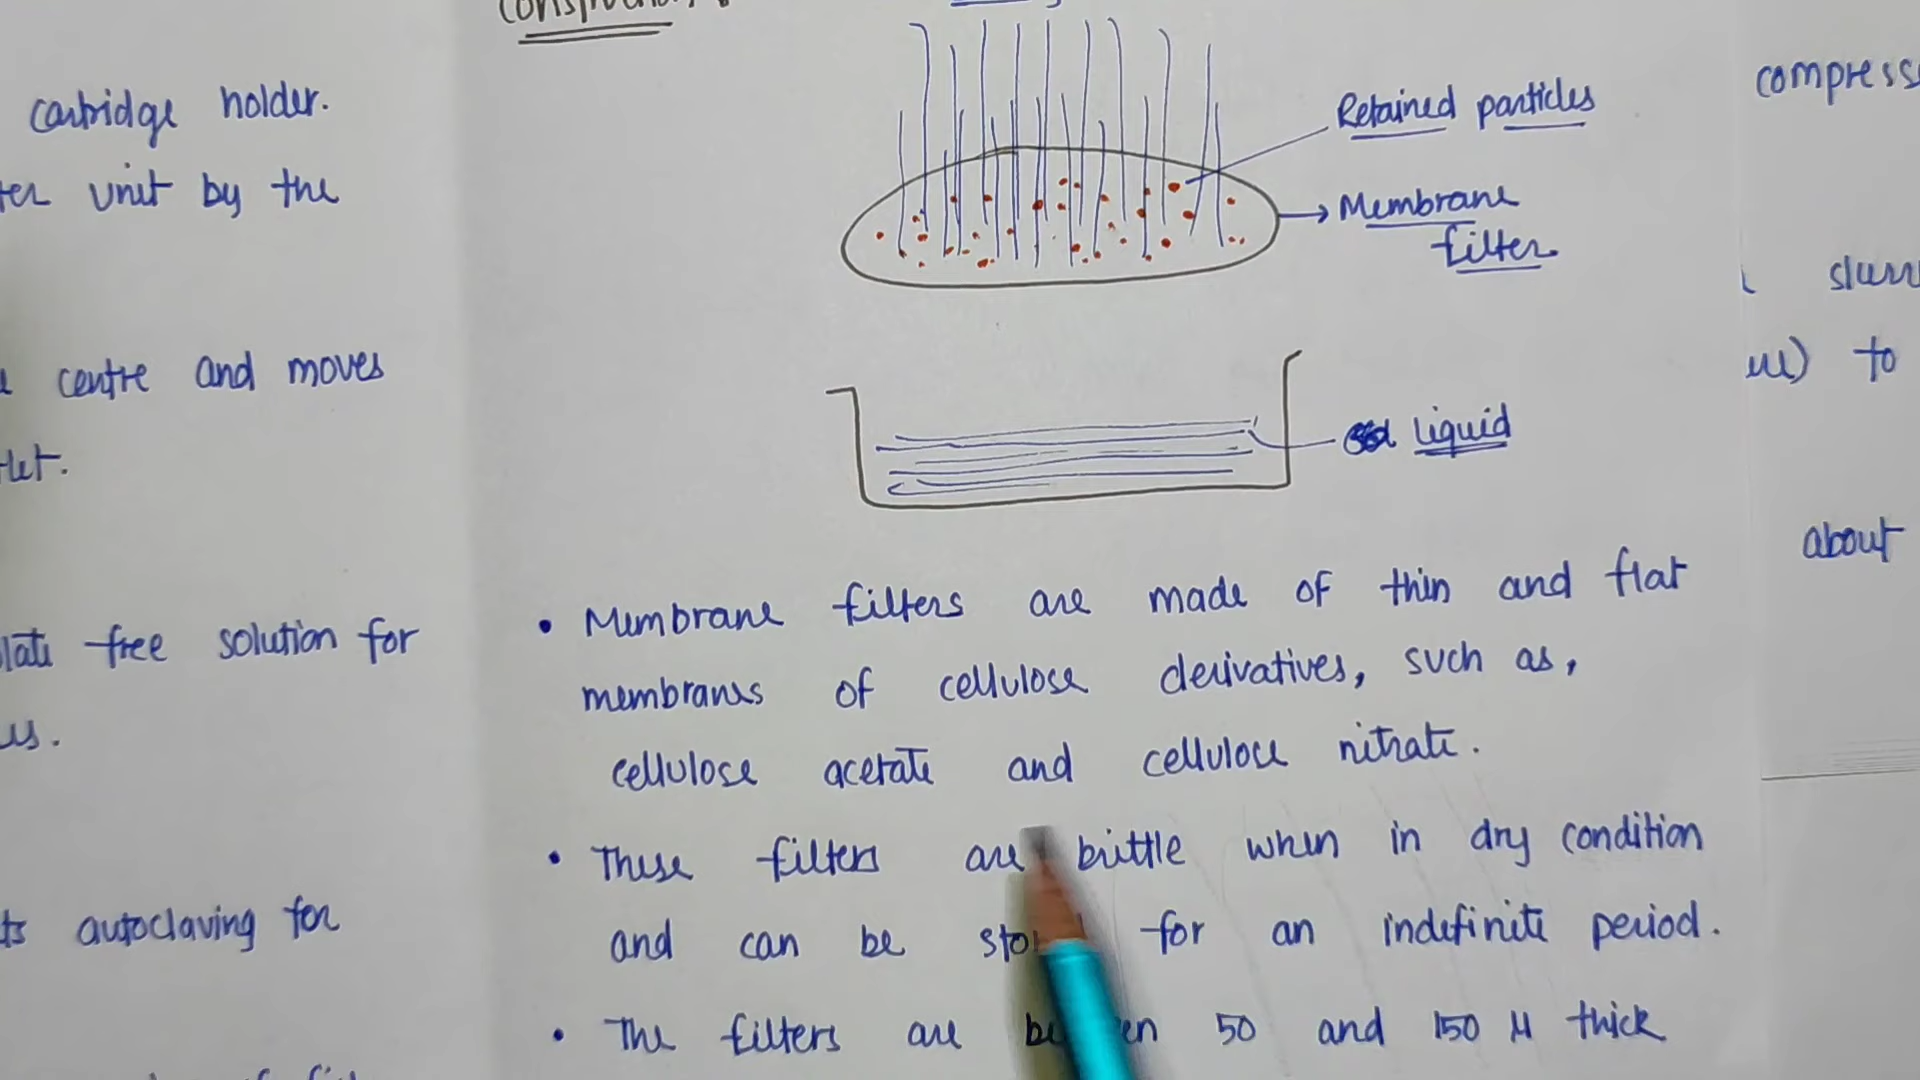 cartridge holder.
unit by the
centre and moves
free solution for
autoclaving for
Retained particles
Membrane
filter
liquid
• Membrane filters are made of thin and flat
membranes of cellulose derivatives, such as,
cellulose acetate and cellulose nitrate.
• These filters are brittle when in dry condition
and can be for an indefinite period.
• The filters are 50 and 150 μ thick
to
about